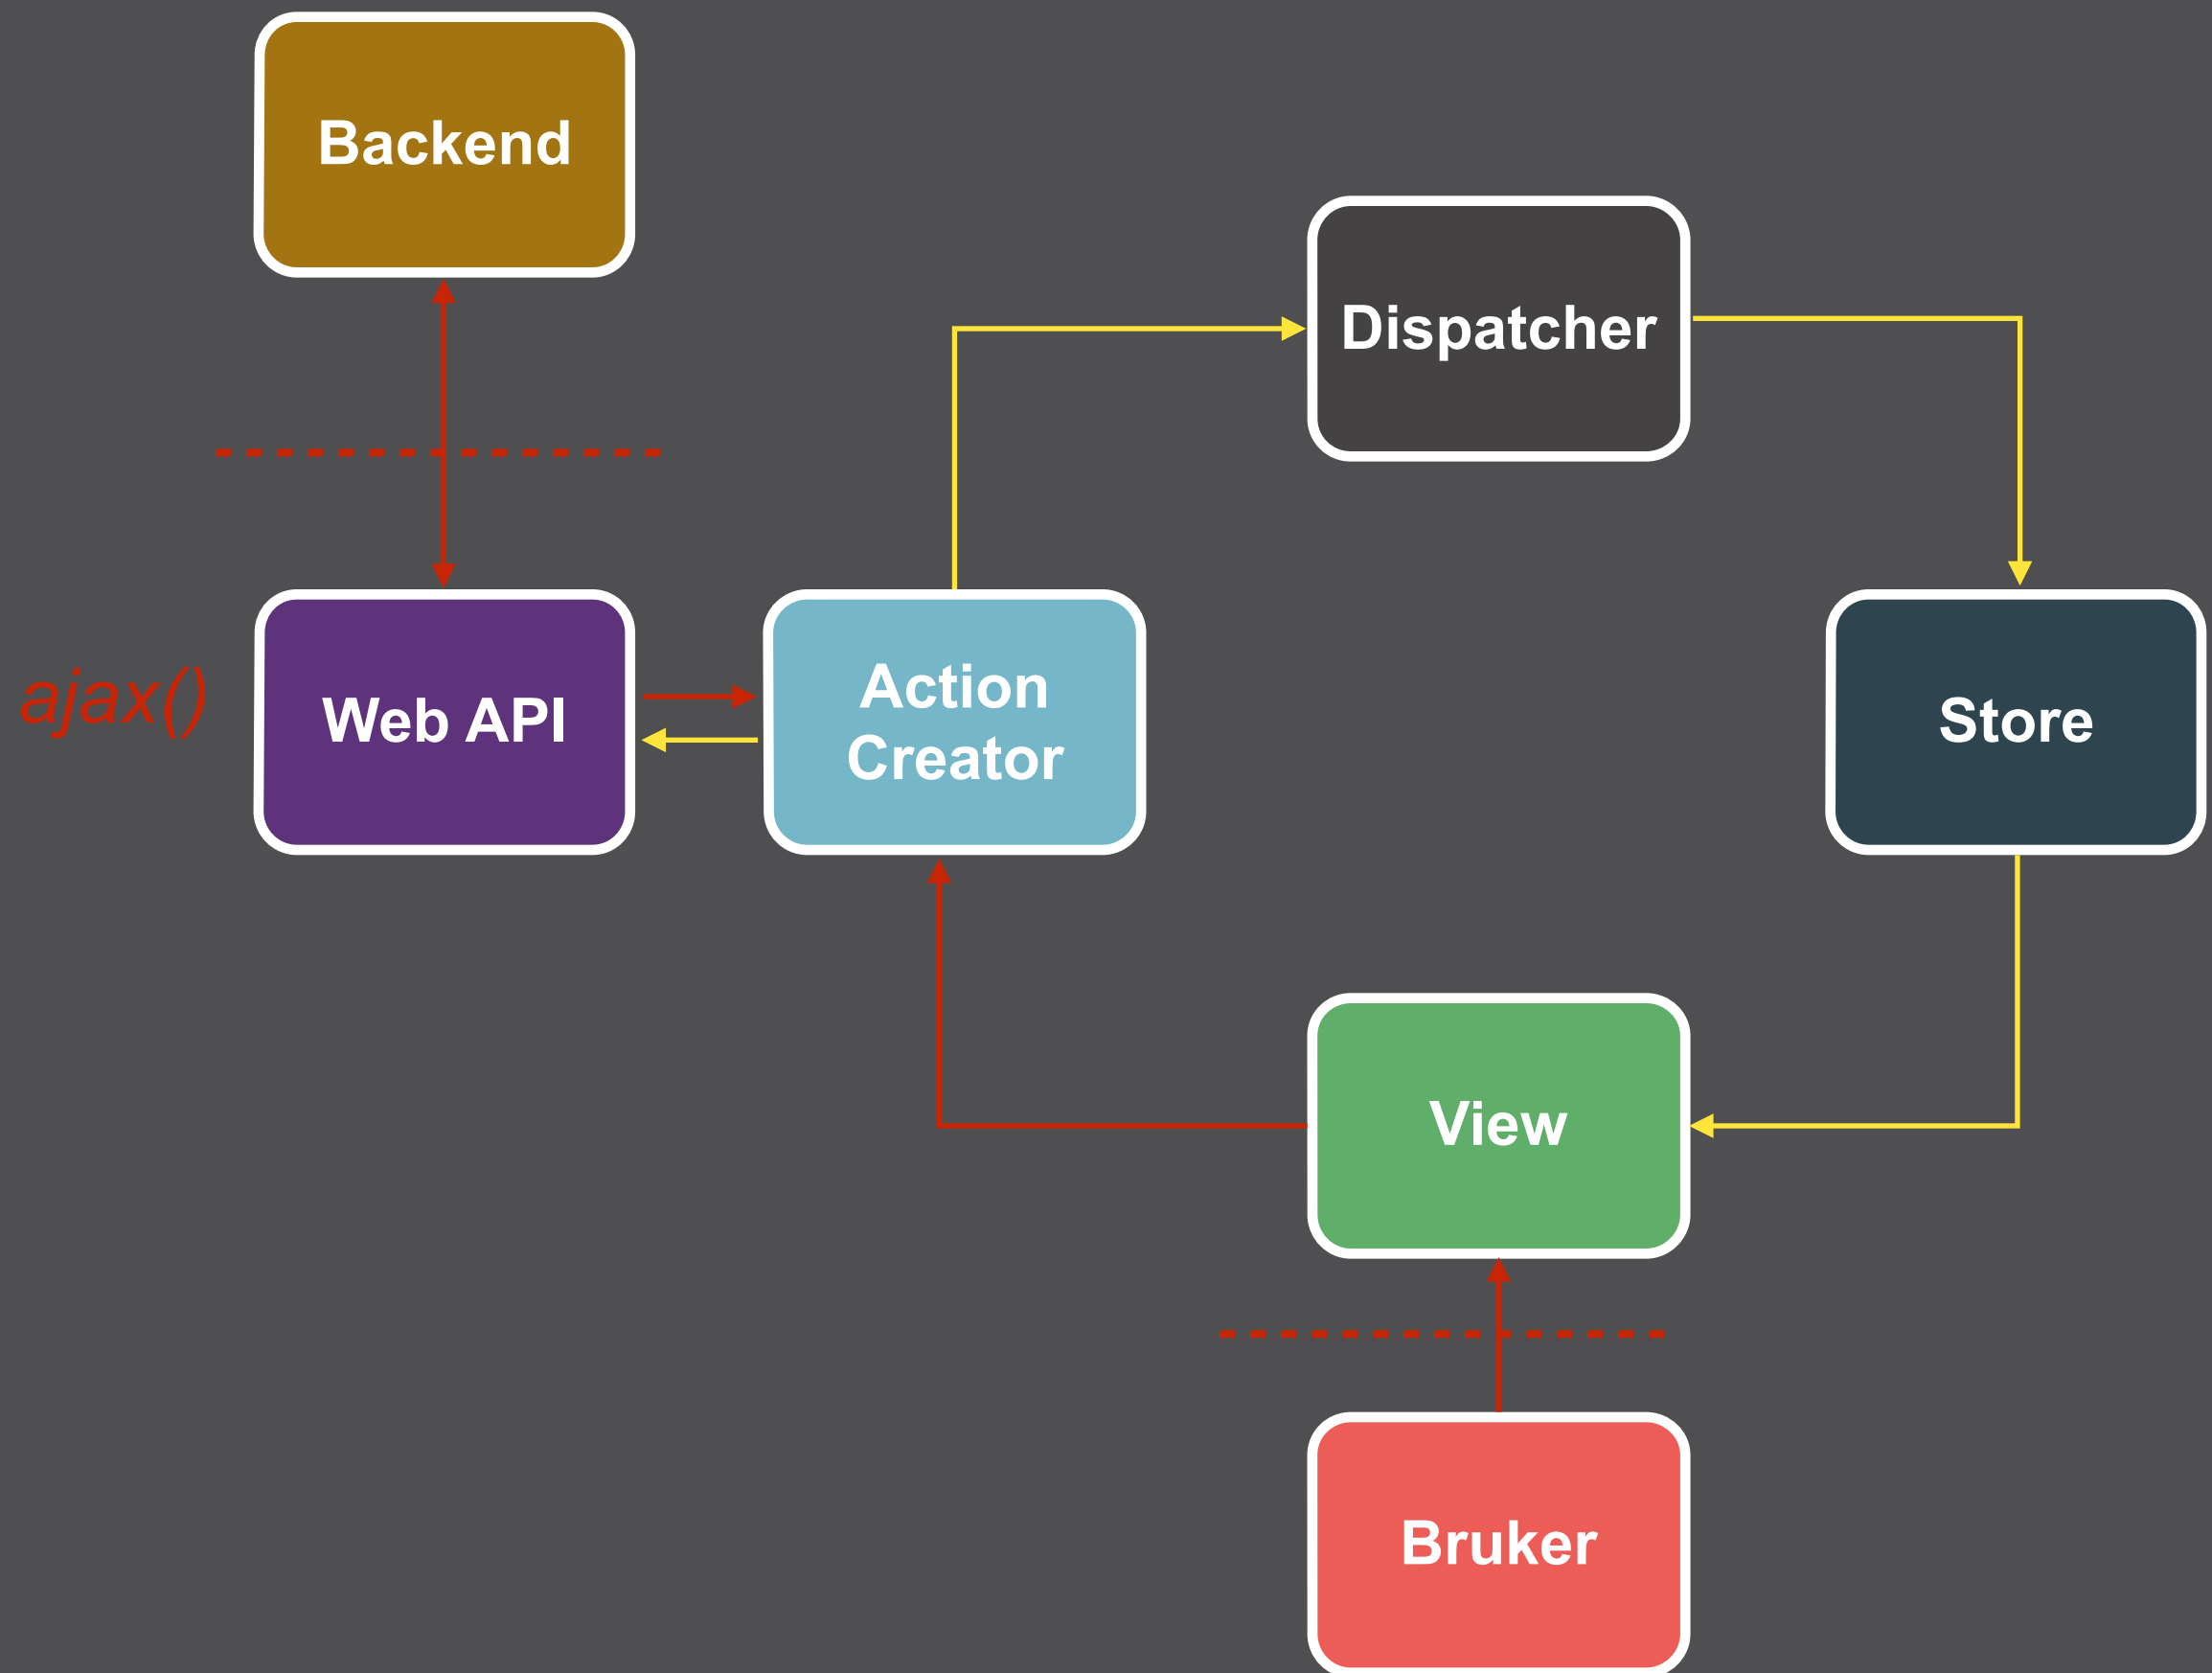 Backend
Dispatcher
ajax()
Web API
Action
Creator
Store
View
Bruker